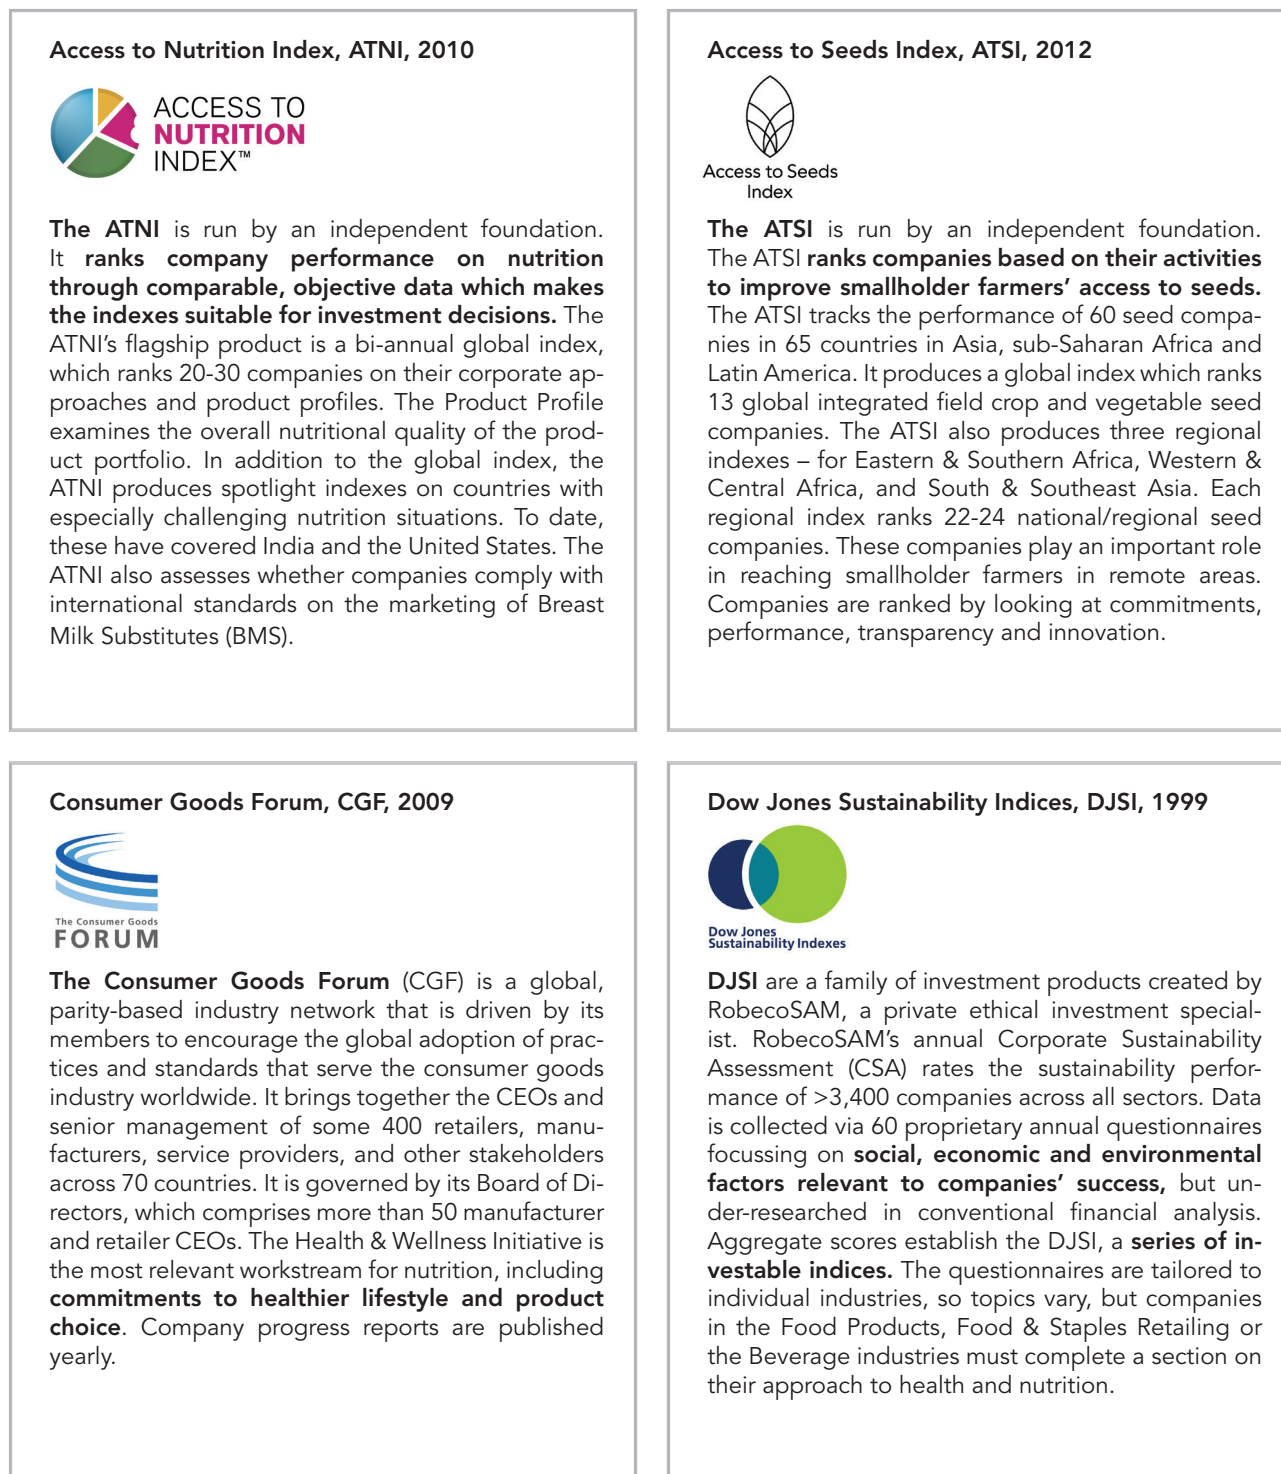 Access to Nutrition Index, ATNI, 2010
ACCESS TO
NUTRITION
INDEX™
The ATNI is run by an independent foundation.
It ranks company performance on nutrition
through comparable, objective data which makes
the indexes suitable for investment decisions. The
ATNI's flagship product is a bi-annual global index,
which ranks 20-30 companies on their corporate ap-
proaches and product profiles. The Product Profile
examines the overall nutritional quality of the prod-
uct portfolio. In addition to the global index, the
ATNI produces spotlight indexes on countries with
especially challenging nutrition situations. To date,
these have covered India and the United States. The
ATNI also assesses whether companies comply with
international standards on the marketing of Breast
Milk Substitutes (BMS).
Access to Seeds Index, ATSI, 2012
Access to Seeds
Index
The ATSI is run by an independent foundation.
The ATSI ranks companies based on their activities
to improve smallholder farmers' access to seeds.
The ATSI tracks the performance of 60 seed compa-
nies in 65 countries in Asia, sub-Saharan Africa and
Latin America. It produces a global index which ranks
13 global integrated field crop and vegetable seed
companies. The ATSI also produces three regional
indexes – for Eastern & Southern Africa, Western &
Central Africa, and South & Southeast Asia. Each
regional index ranks 22-24 national/regional seed
companies. These companies play an important role
in reaching smallholder farmers in remote areas.
Companies are ranked by looking at commitments,
performance, transparency and innovation.
Consumer Goods Forum, CGF, 2009
The Consumer Goods
FORUM
The Consumer Goods Forum (CGF) is a global,
parity-based industry network that is driven by its
members to encourage the global adoption of prac-
tices and standards that serve the consumer goods
industry worldwide. It brings together the CEOs and
senior management of some 400 retailers, manu-
facturers, service providers, and other stakeholders
across 70 countries. It is governed by its Board of Di-
rectors, which comprises more than 50 manufacturer
and retailer CEOs. The Health & Wellness Initiative is
the most relevant workstream for nutrition, including
commitments to healthier lifestyle and product
choice. Company progress reports are published
yearly.
Dow Jones Sustainability Indices, DJSI, 1999
Dow Jones
Sustainability Indexes
DJSI are a family of investment products created by
RobecoSAM, a private ethical investment special-
ist. RobecoSAM's annual Corporate Sustainability
Assessment (CSA) rates the sustainability perfor-
mance of >3,400 companies across all sectors. Data
is collected via 60 proprietary annual questionnaires
focussing on social, economic and environmental
factors relevant to companies' success, but un-
der-researched in conventional financial analysis.
Aggregate scores establish the DJSI, a series of in-
vestable indices. The questionnaires are tailored to
individual industries, so topics vary, but companies
in the Food Products, Food & Staples Retailing or
the Beverage industries must complete a section on
their approach to health and nutrition.